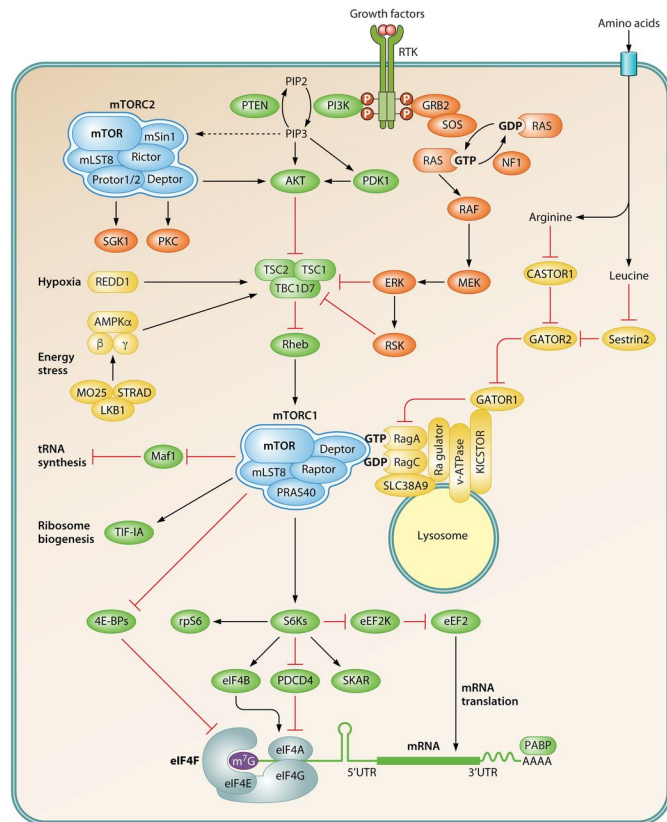 Growth factors
RTK
Amino acids
PIP2
PTEN
PI3K
P
P
P
P
GRB2
SOS
GDP
RAS
mTORC2
mTOR
mSin1
mLST8
Rictor
Protor1/2
Deptor
PIP3
RAS
GTP
NF1
AKT
PDK1
RAF
SGK1
PKC
Arginine
TSC2
TSC1
TBC1D7
ERK
MEK
CASTOR1
Leucine
Hypoxia
REDD1
AMPKα
β
γ
Energy
stress
Rheb
RSK
GATOR2
Sestrin2
MO25
STRAD
LKB1
GATOR1
mTORC1
mTOR
Deptor
mLST8
Raptor
PRAS40
GTP
RagA
GDP
RagC
SLC38A9
Ra gulator
v-ATPase
KICSTOR
tRNA
synthesis
Maf1
Lysosome
Ribosome
biogenesis
TIF-IA
4E-BPs
rpS6
S6Ks
eEF2K
eEF2
eIF4B
PDCD4
SKAR
mRNA
translation
eIF4F
m7G
eIF4A
eIF4E
eIF4G
5′UTR
mRNA
3′UTR
PABP
AAAA